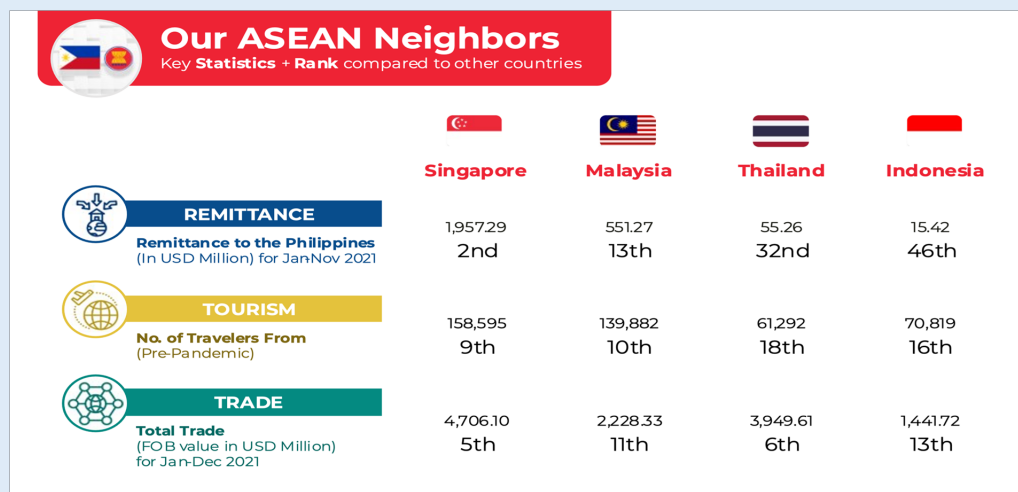 Our ASEAN Neighbors
Key Statistics + Rank compared to other countries
Singapore Malaysia Thailand Indonesia
REMITTANCE
Remittance to the Philippines
(In USD Million) for Jan-Nov 2021
1,957.29 551.27 55.26 15.42
2nd 13th 32nd 46th
TOURISM
No. of Travelers From
(Pre-Pandemic)
158,595 139,882 61,292 70,819
9th 10th 18th 16th
TRADE
Total Trade
(FOB value in USD Million)
for Jan-Dec 2021
4,706.10 2,228.33 3,949.61 1,441.72
5th 11th 6th 13th